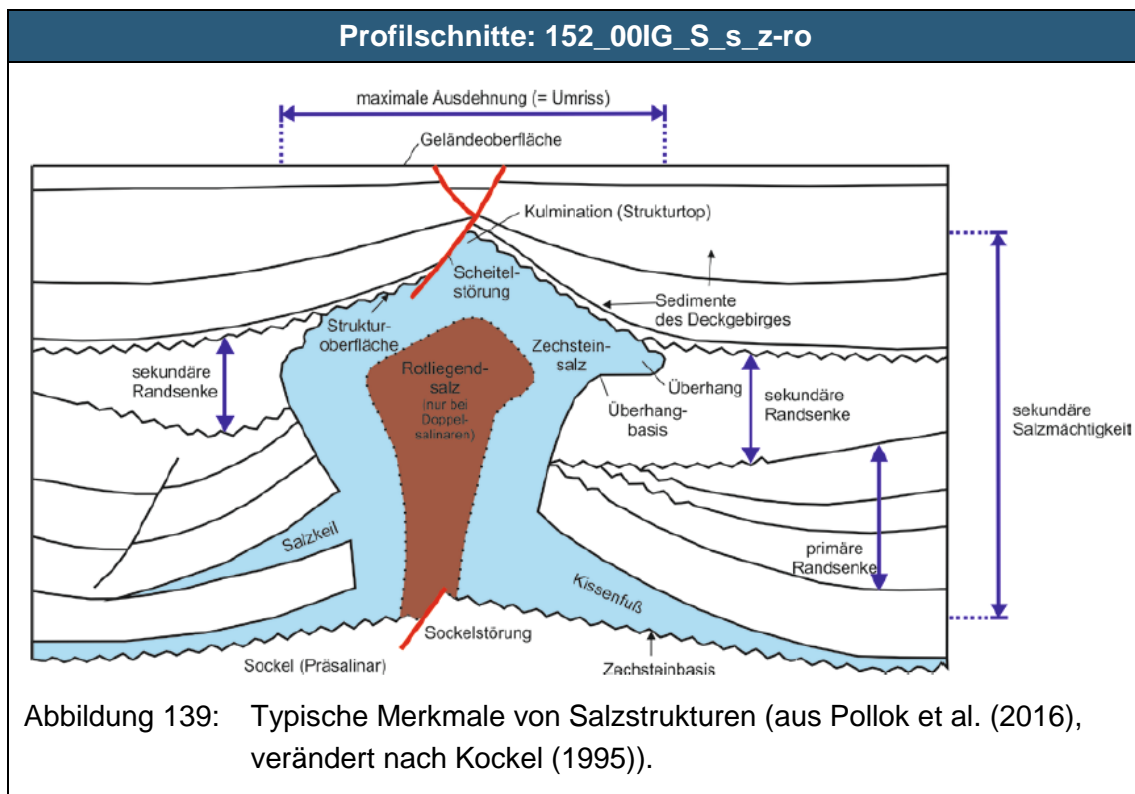 Profilschnitte: 152_00IG_S_s_z-ro
maximale Ausdehnung (= Umriss)
Geländeoberfläche
Kulmination (Strukturtop)
Scheitel-
störung
Sedimente
des Deckgebirges
Struktur-
oberfläche
Zechstein-
salz
sekundäre
Randsenke
Rotliegend-
salz
(nur bei
Doppel-
salinaren)
Überhang
Überhang-
basis
sekundäre
Randsenke
sekundäre
Salzmächtigkeit
Salzkeil
primäre
Randsenke
Kissenfuß
Sockelstörung
Sockel (Präsalinar)
Zechsteinbasis
Abbildung 139: Typische Merkmale von Salzstrukturen (aus Pollok et al. (2016),
verändert nach Kockel (1995)).